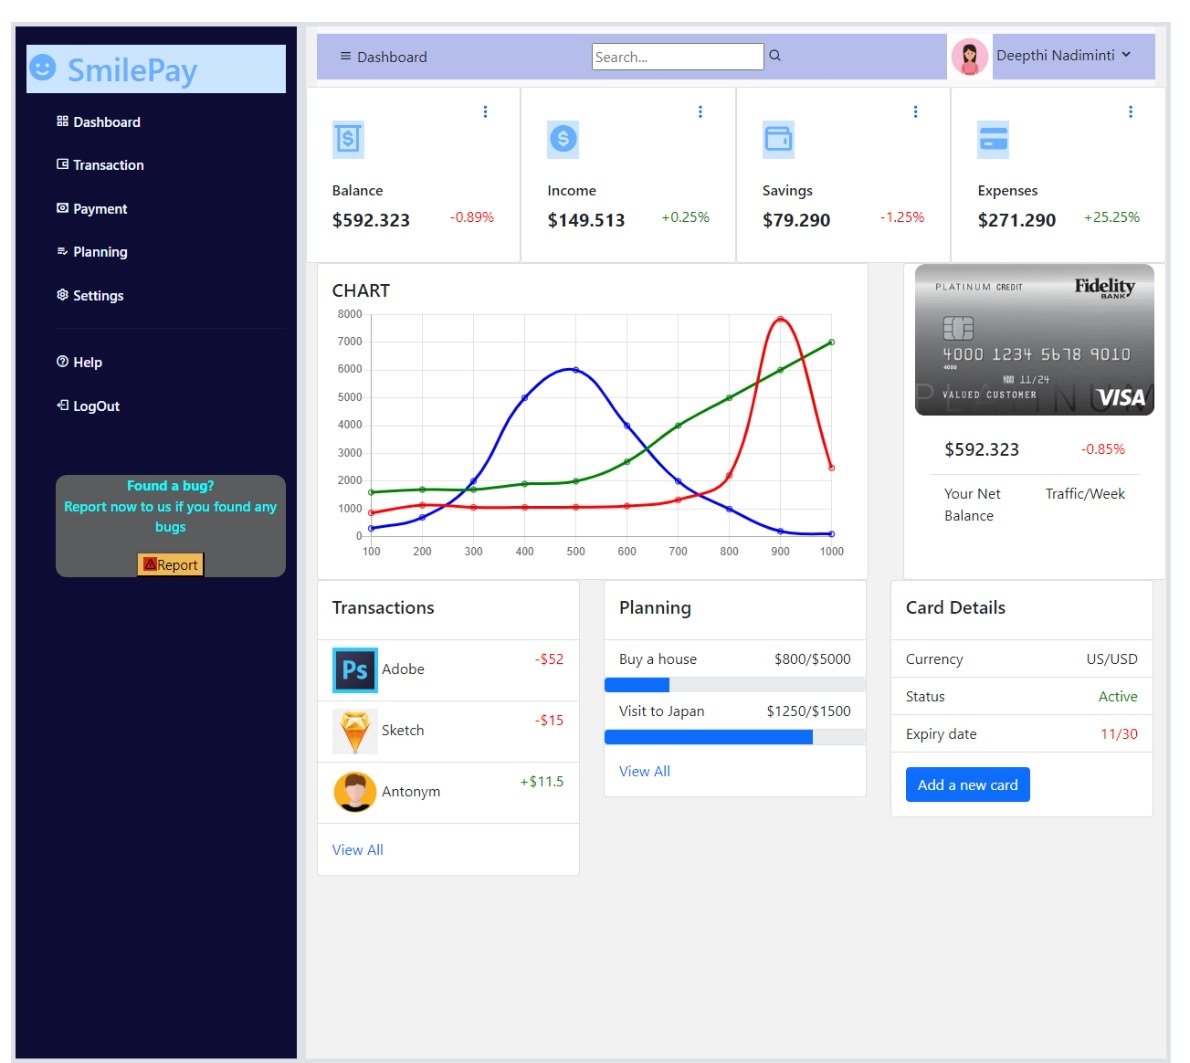 SmilePay
Dashboard
Transaction
Payment
Planning
Settings
Help
LogOut
Found a bug?
Report now to us if you found any
bugs
Report
Dashboard
Search...
Deepthi Nadiminti
Balance
$592.323 -0.89%
Income
$149.513 +0.25%
Savings
$79.290 -1.25%
Expenses
$271.290 +25.25%
CHART
8000
7000
6000
5000
4000
3000
2000
1000
0
100 200 300 400 500 600 700 800 900 1000
PLATINUM CREDIT
Fidelity
BANK
4000 1234 5678 9010
4000
11/24
VALUED CUSTOMER
PLATINUM
VISA
$592.323 -0.85%
Your Net
Balance
Traffic/Week
Transactions
Ps Adobe -$52
Sketch -$15
Antonym +$11.5
View All
Planning
Buy a house $800/$5000
Visit to Japan $1250/$1500
View All
Card Details
Currency US/USD
Status Active
Expiry date 11/30
Add a new card